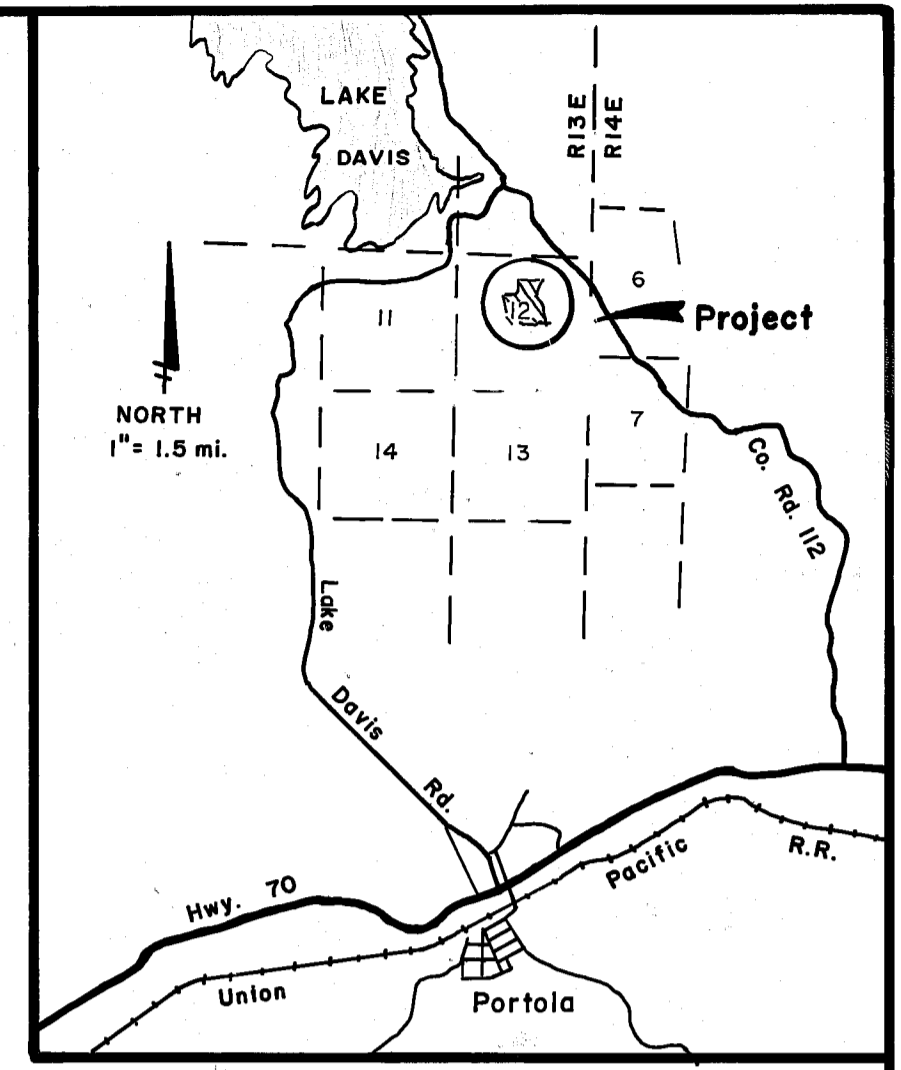 LAKE
DAVIS
R13E
R14E
6
12
11
Project
NORTH
1"= 1.5 mi.
7
14
13
Co. Rd. 112
Lake Davis Rd.
Pacific
R.R.
Hwy. 70
Union
Portola